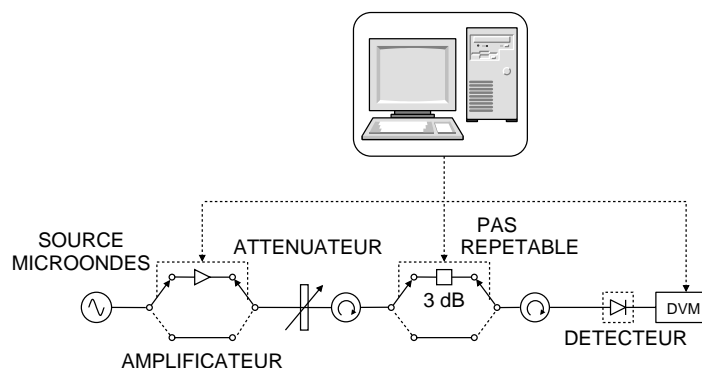 SOURCE
MICROONDES
ATTENUATEUR
PAS
REPETABLE
3 dB
DVM
DETECTEUR
AMPLIFICATEUR